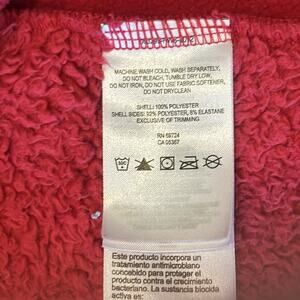 MACHINE WASH COLD, WASH SEPARATELY,
DO NOT BLEACH, TUMBLE DRY LOW,
DO NOT IRON, DO NOT USE FABRIC SOFTENER,
DO NOT DRYCLEAN
SHELL: 100% POLYESTER
SHELL SIDES: 92% POLYESTER, 8% ELASTANE
EXCLUSIVE OF TRIMMING
RN 69724
CA 05367
Este producto incorpora un
tratamiento antimicrobiano
concebido para proteger el
producto contra el crecimiento
bacteriano. La sustancia biocida
activa es: